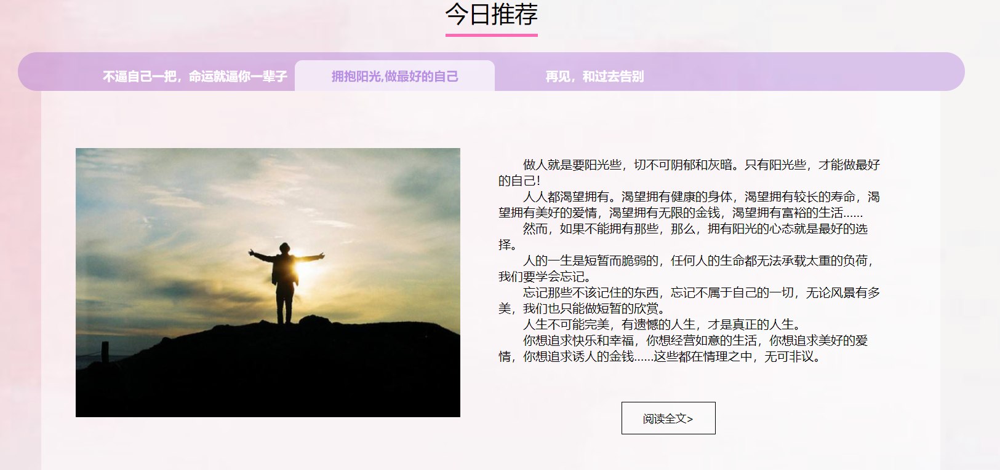 今日推荐
不逼自己一把，命运就逼你一辈子
拥抱阳光,做最好的自己
再见，和过去告别
做人就是要阳光些，切不可阴郁和灰暗。只有阳光些，才能做最好
的自己！
人人都渴望拥有。渴望拥有健康的身体，渴望拥有较长的寿命，渴
望拥有美好的爱情，渴望拥有无限的金钱，渴望拥有富裕的生活……
然而，如果不能拥有那些，那么，拥有阳光的心态就是最好的选
择。
人的一生是短暂而脆弱的，任何人的生命都无法承载太重的负荷，
我们要学会忘记。
忘记那些不该记住的东西，忘记不属于自己的一切，无论风景有多
美，我们也只能做短暂的欣赏。
人生不可能完美，有遗憾的人生，才是真正的人生。
你想追求快乐和幸福，你想经营如意的生活，你想追求美好的爱
情，你想追求诱人的金钱……这些都在情理之中，无可非议。
阅读全文>